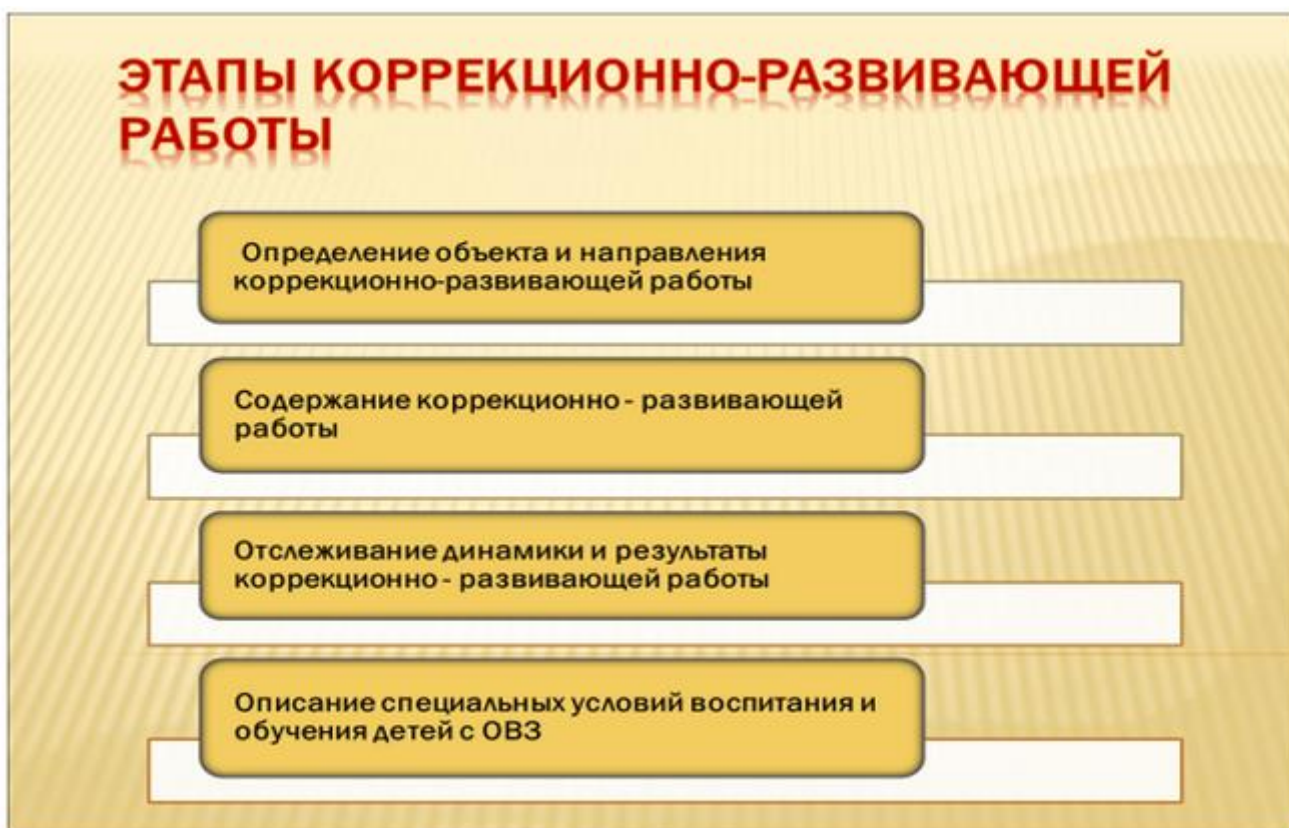 ЭТАПЫ КОРРЕКЦИОННО-РАЗВИВАЮЩЕЙ
РАБОТЫ
Определение объекта и направления
коррекционно-развивающей работы
Содержание коррекционно - развивающей
работы
Отслеживание динамики и результаты
коррекционно - развивающей работы
Описание специальных условий воспитания и
обучения детей с ОВЗ